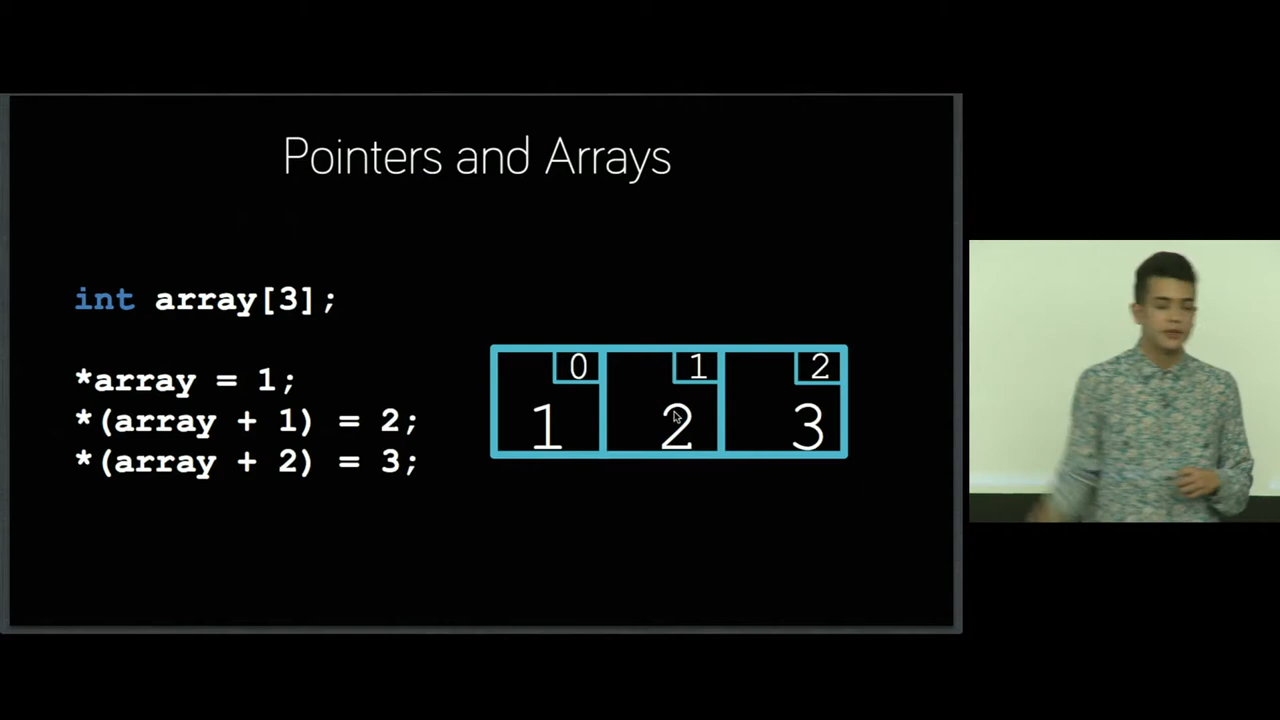 Pointers and Arrays
int array[3];
*array = 1;
*(array + 1) = 2;
*(array + 2) = 3;
0 1 2
1 2 3